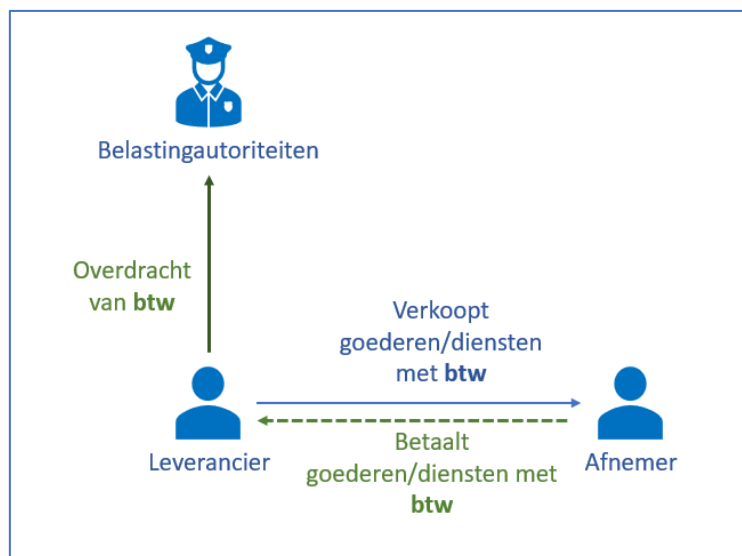 Belastingautoriteiten
Overdracht
van btw
Verkoopt
goederen/diensten
met btw
Leverancier
Betaalt
goederen/diensten met
btw
Afnemer